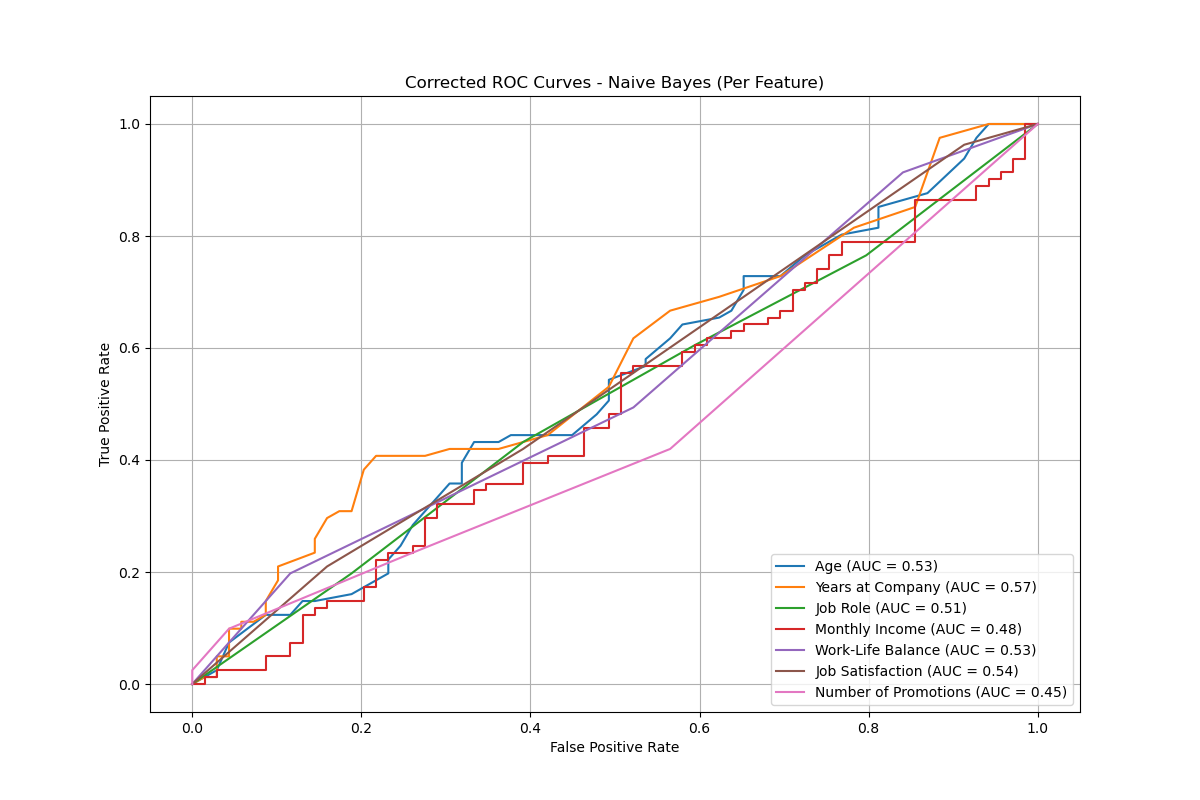 Corrected ROC Curves - Naive Bayes (Per Feature)
True Positive Rate
1.0
0.8
0.6
0.4
0.2
0.0
Age (AUC = 0.53)
Years at Company (AUC = 0.57)
Job Role (AUC = 0.51)
Monthly Income (AUC = 0.48)
Work-Life Balance (AUC = 0.53)
Job Satisfaction (AUC = 0.54)
Number of Promotions (AUC = 0.45)
0.0 0.2 0.4 0.6 0.8 1.0
False Positive Rate